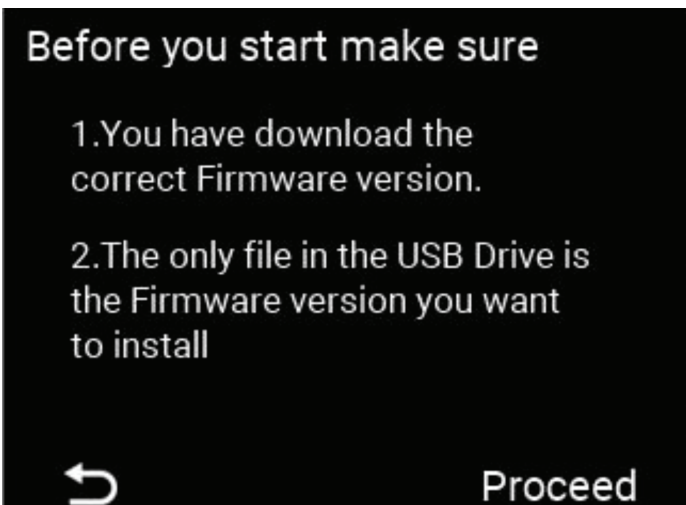 Before you start make sure
1.You have download the
correct Firmware version.
2.The only file in the USB Drive is
the Firmware version you want
to install
Proceed